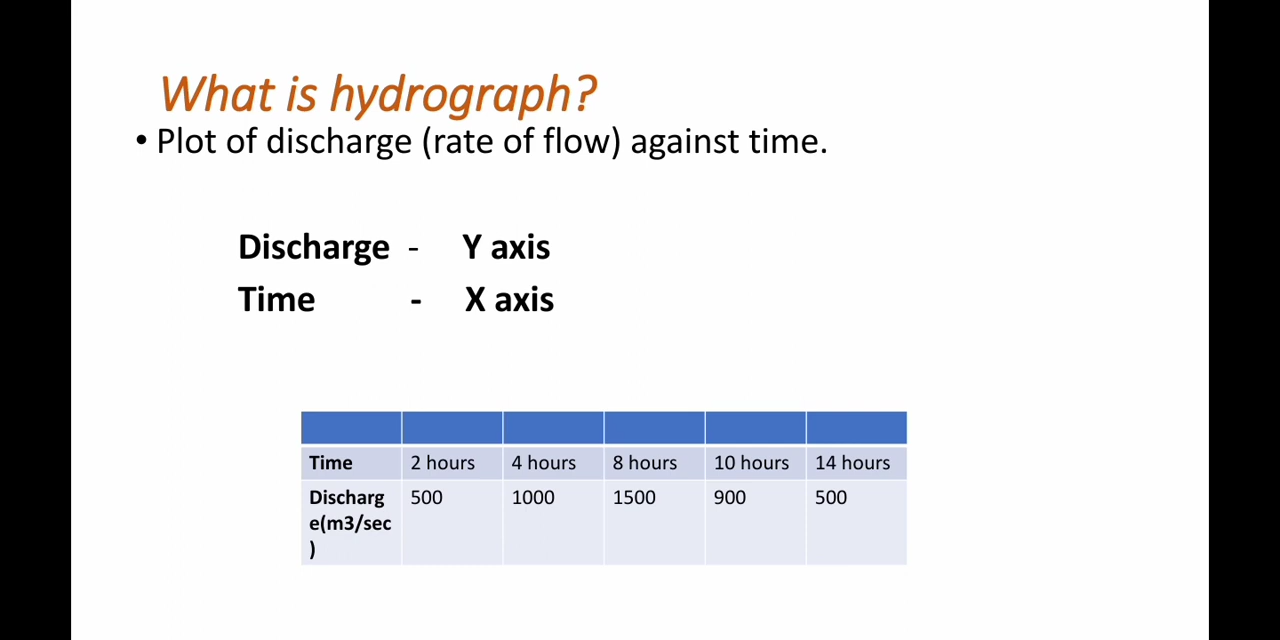 What is hydrograph?
• Plot of discharge (rate of flow) against time.
Discharge - Y axis
Time - X axis
Time 2 hours 4 hours 8 hours 10 hours 14 hours
Discharg 500 1000 1500 900 500
e(m3/sec
)